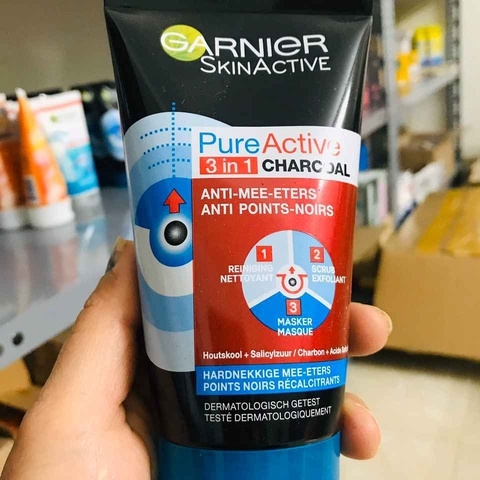 GARNIER
SKINACTIVE
PureActive
3 in 1 CHARCOAL
ANTI-MEE-ETERS
ANTI POINTS-NOIRS
1
REINIGING
NETTOYANT
2
SCRUB
EXFOLIANT
3
MASKER
MASQUE
Houtskool + Salicylzuur / Charbon + Acide
HARDNEKKIGE MEE-ETERS
POINTS NOIRS RÉCALCITRANTS
DERMATOLOGISCH GETEST
TESTÉ DERMATOLOGIQUEMENT